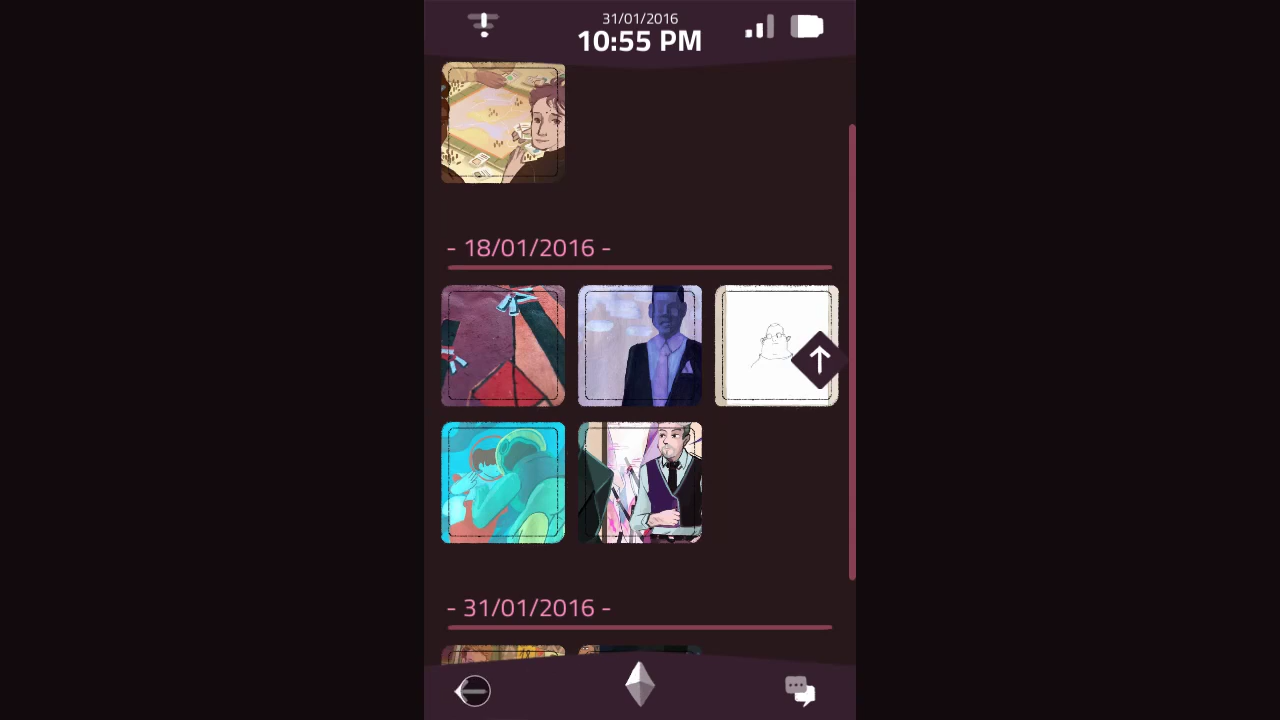 31/01/2016
10:55 PM
- 18/01/2016 -
- 31/01/2016 -